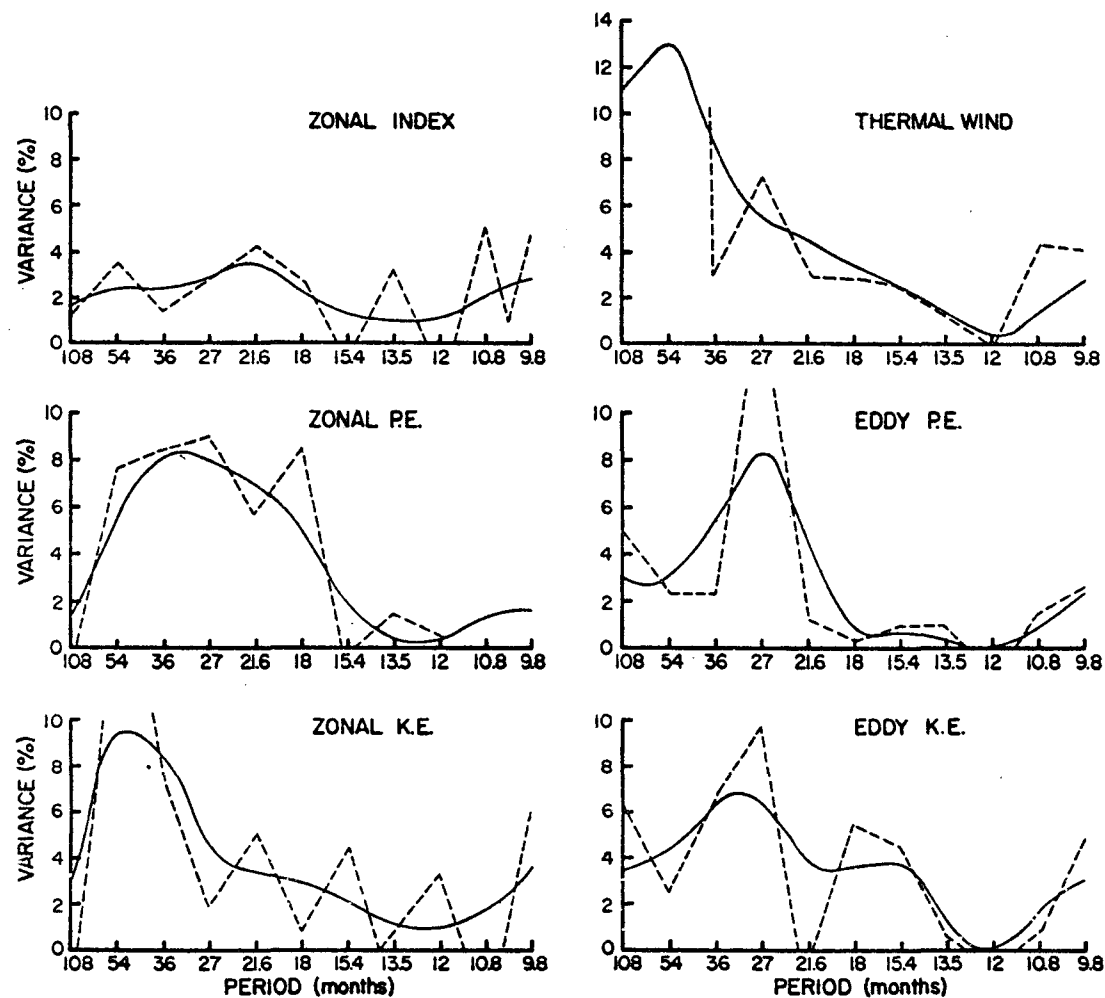 ZONAL INDEX
VARIANCE (%)
10
8
6
4
2
0
108 54 36 27 21.6 18 15.4 13.5 12 10.8 9.8
THERMAL WIND
14
12
10
8
6
4
2
0
108 54 36 27 21.6 18 15.4 13.5 12 10.8 9.8
ZONAL P.E.
VARIANCE (%)
10
8
6
4
2
0
108 54 36 27 21.6 18 15.4 13.5 12 10.8 9.8
EDDY P.E.
10
8
6
4
2
0
108 54 36 27 21.6 18 15.4 13.5 12 10.8 9.8
ZONAL K.E.
VARIANCE (%)
10
8
6
4
2
0
108 54 36 27 21.6 18 15.4 13.5 12 10.8 9.8
PERIOD (months)
EDDY K.E.
10
8
6
4
2
0
108 54 36 27 21.6 18 15.4 13.5 12 10.8 9.8
PERIOD (months)